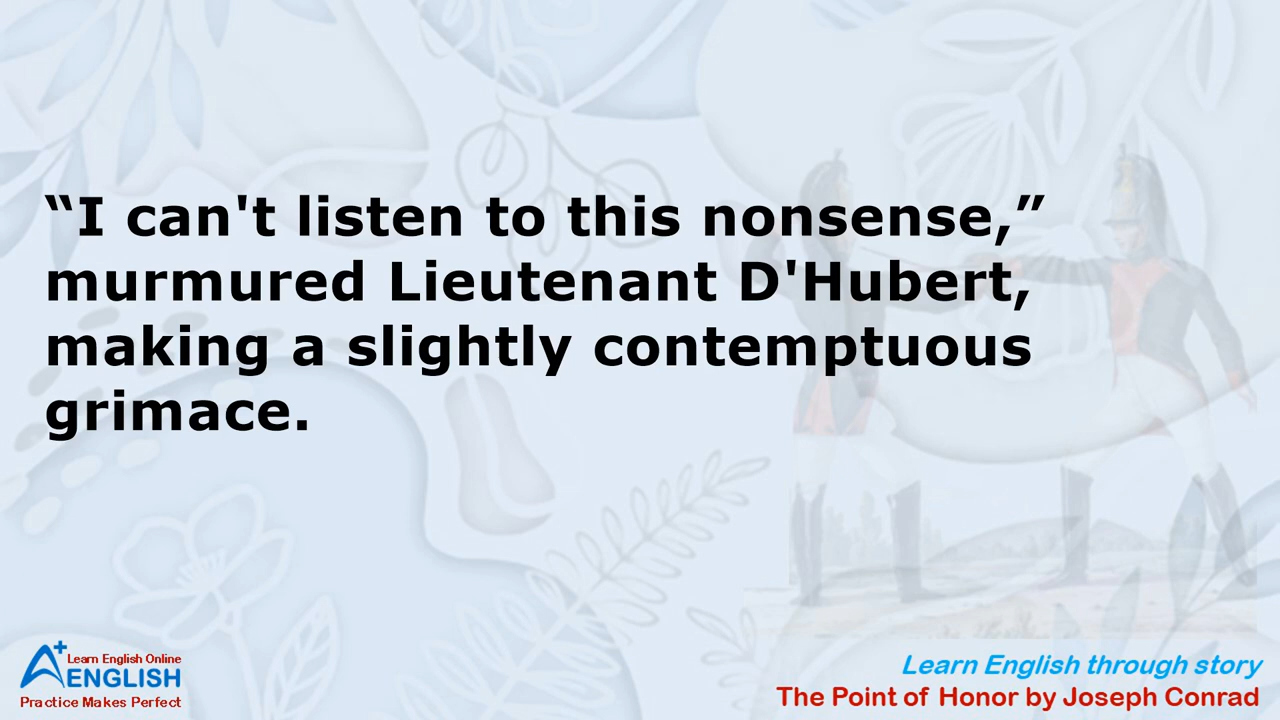 “I can't listen to this nonsense,”
murmured Lieutenant D'Hubert,
making a slightly contemptuous
grimace.
A+ Learn English Online
ENGLISH
Practice Makes Perfect
Learn English through story
The Point of Honor by Joseph Conrad